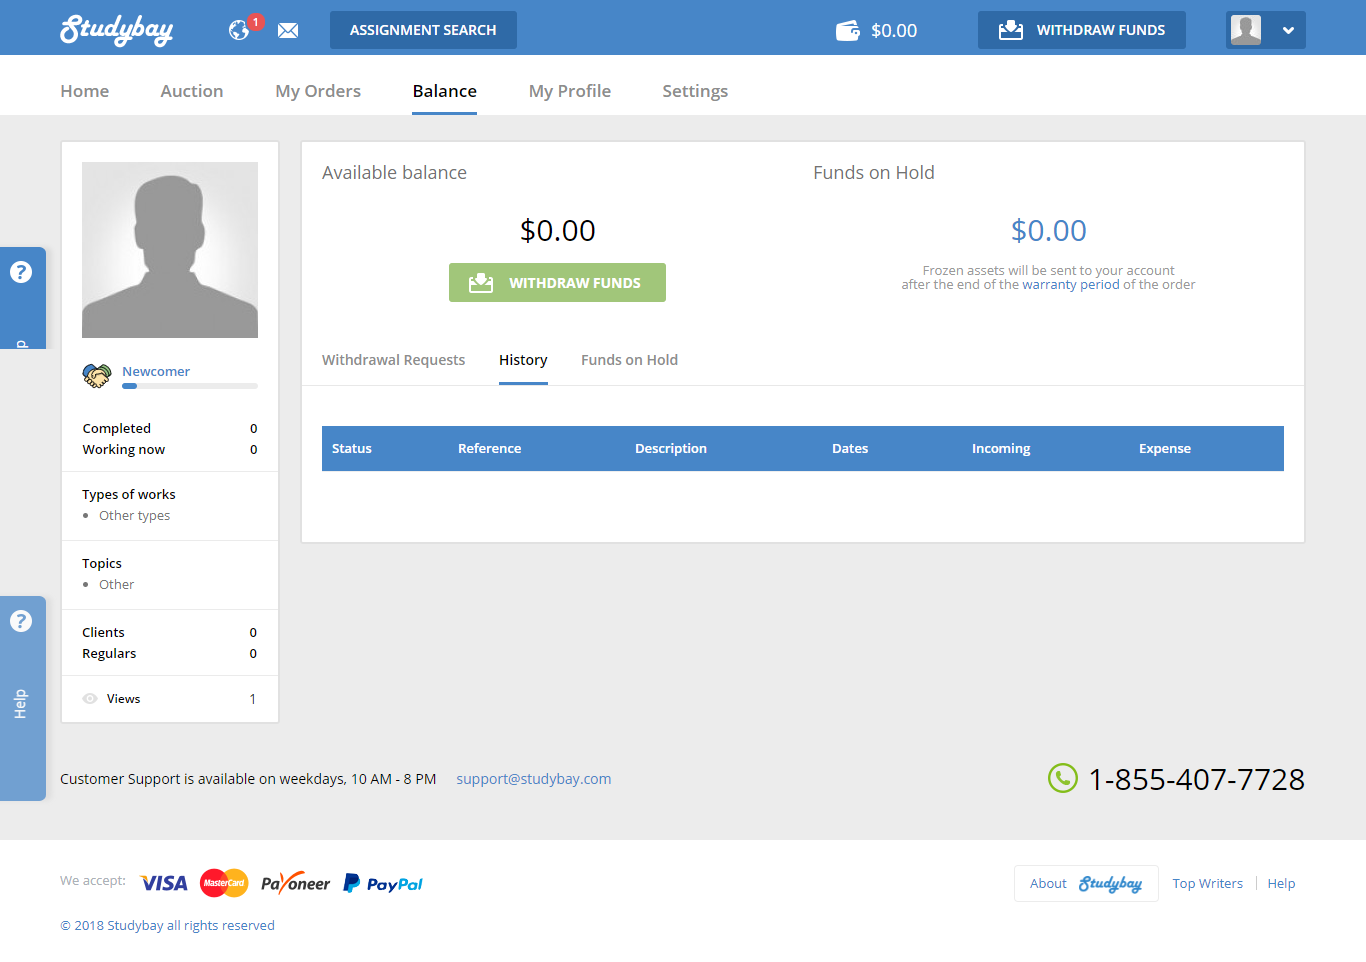 Studybay
1
ASSIGNMENT SEARCH
$0.00
WITHDRAW FUNDS
Home
Auction
My Orders
Balance
My Profile
Settings
Available balance
$0.00
WITHDRAW FUNDS
Funds on Hold
$0.00
Frozen assets will be sent to your account
after the end of the warranty period of the order
?
p
Newcomer
Completed 0
Working now 0
Types of works
Other types
Topics
Other
Clients 0
Regulars 0
Views 1
Withdrawal Requests
History
Funds on Hold
Status Reference Description Dates Incoming Expense
?
Help
Customer Support is available on weekdays, 10 AM - 8 PM
support@studybay.com
1-855-407-7728
We accept:
VISA
MasterCard
Payoneer
PayPal
About Studybay
Top Writers
Help
© 2018 Studybay all rights reserved